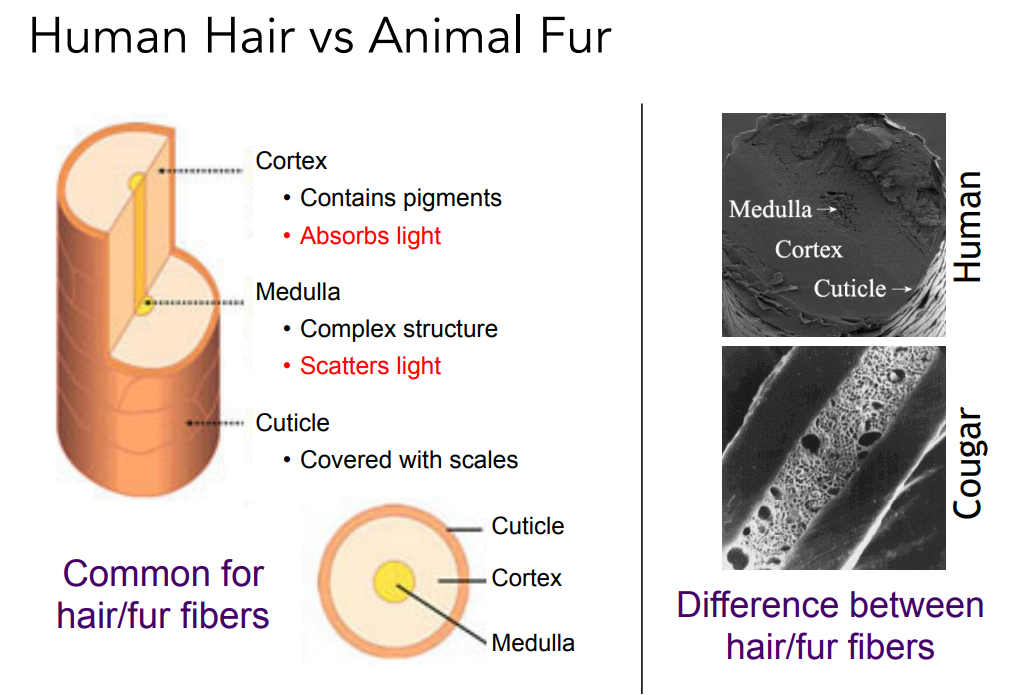 Human Hair vs Animal Fur
Cortex
• Contains pigments
• Absorbs light
Medulla
• Complex structure
• Scatters light
Cuticle
• Covered with scales
Cuticle
Cortex
Medulla
Common for
hair/fur fibers
Medulla
Cortex
Cuticle
Human
Cougar
Difference between
hair/fur fibers